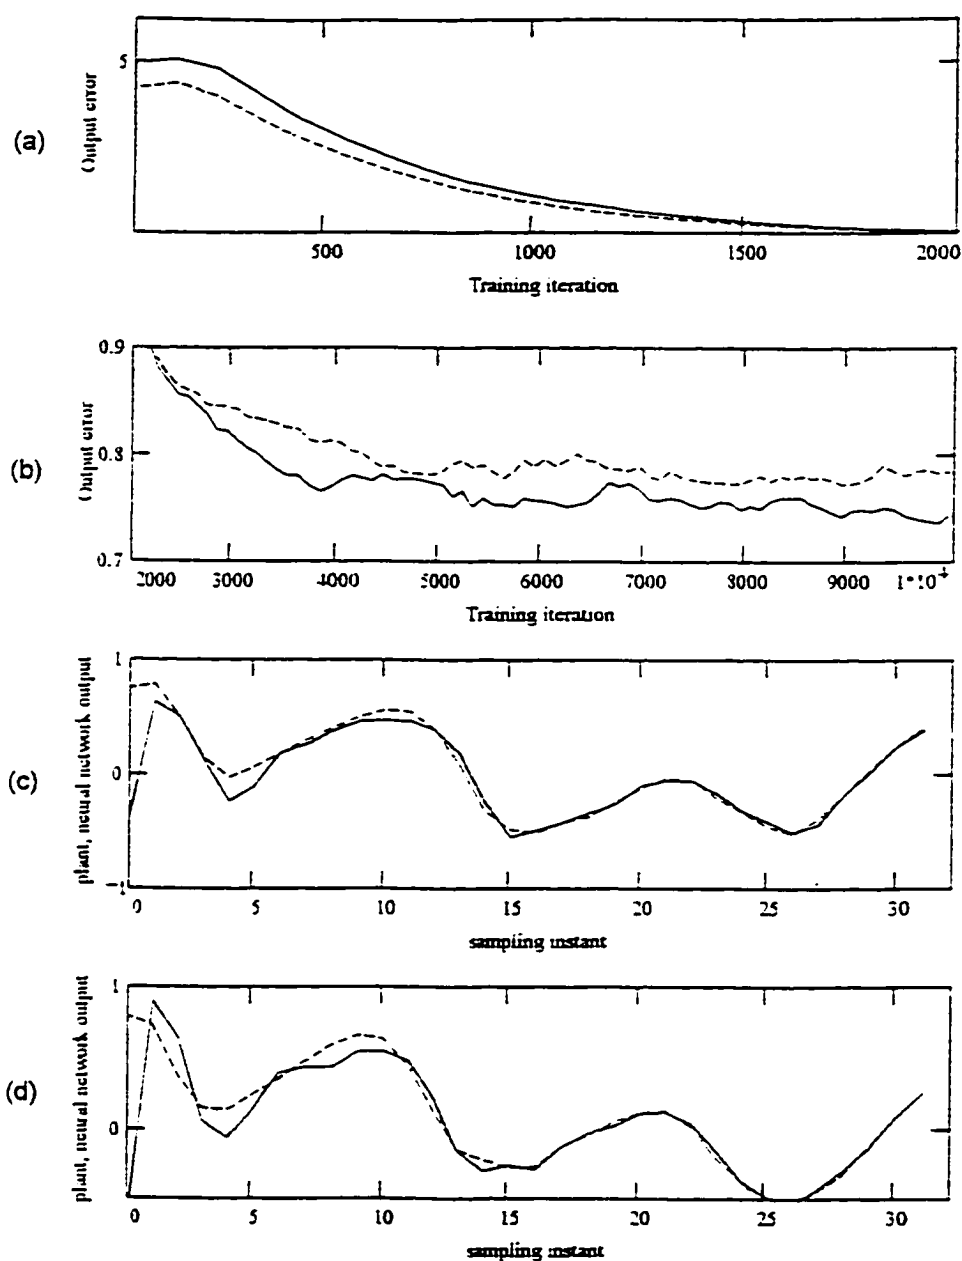 (a)
Output error
5
500 1000 1500 2000
Training iteration
(b)
Output error
0.9
0.8
0.7
2000 3000 4000 5000 6000 7000 8000 9000 1·10⁴
Training iteration
(c)
plant, neural network output
1
0
−1
0 5 10 15 20 25 30
sampling instant
(d)
plant, neural network output
1
0
0 5 10 15 20 25 30
sampling instant